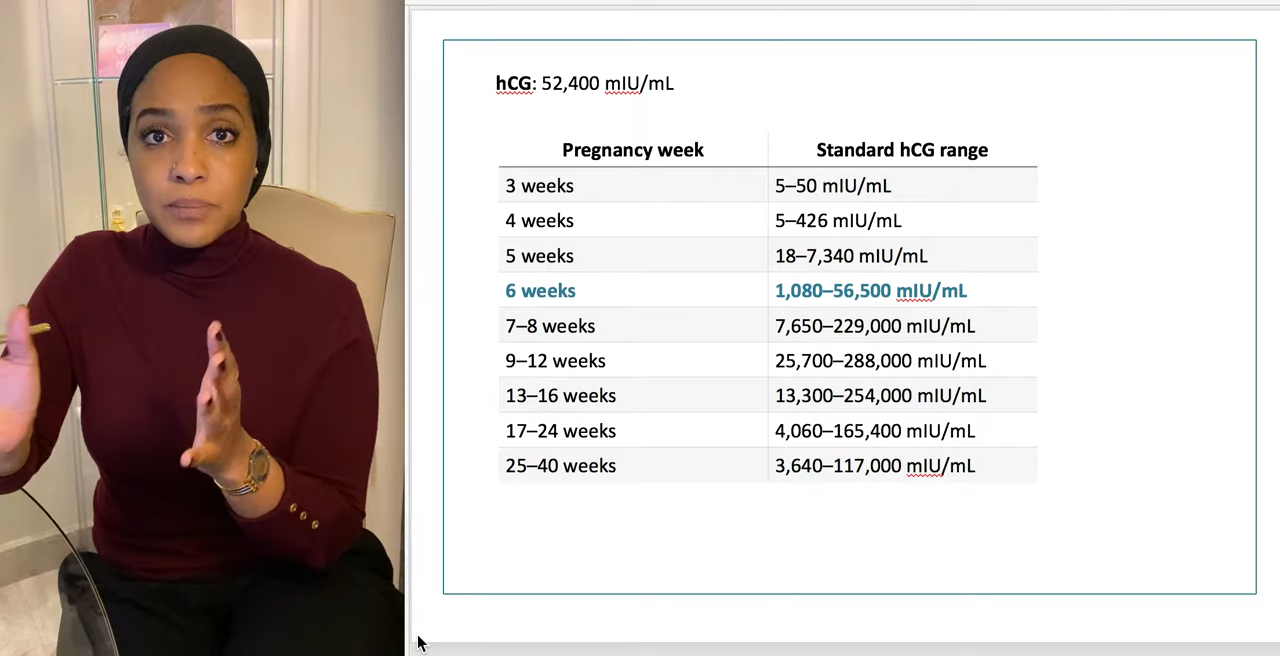 hCG: 52,400 mIU/mL
Pregnancy week Standard hCG range
3 weeks 5–50 mIU/mL
4 weeks 5–426 mIU/mL
5 weeks 18–7,340 mIU/mL
6 weeks 1,080–56,500 mIU/mL
7–8 weeks 7,650–229,000 mIU/mL
9–12 weeks 25,700–288,000 mIU/mL
13–16 weeks 13,300–254,000 mIU/mL
17–24 weeks 4,060–165,400 mIU/mL
25–40 weeks 3,640–117,000 mIU/mL